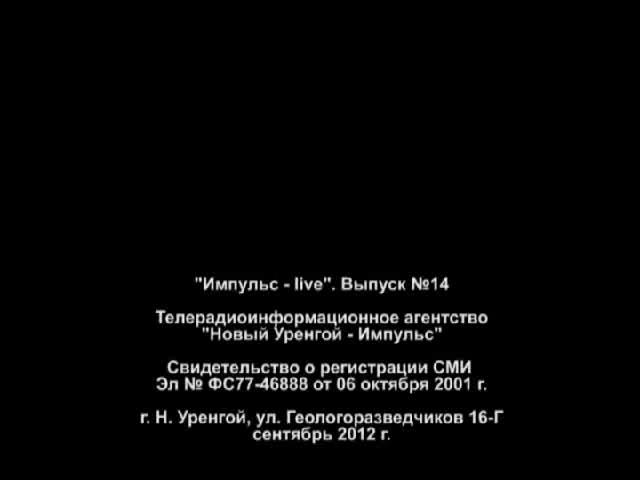 "Импульс - live". Выпуск №14
Телерадиоинформационное агентство
"Новый Уренгой - Импульс"
Свидетельство о регистрации СМИ
Эл № ФС77-46888 от 06 октября 2001 г.
г. Н. Уренгой, ул. Геологоразведчиков 16-Г
сентябрь 2012 г.